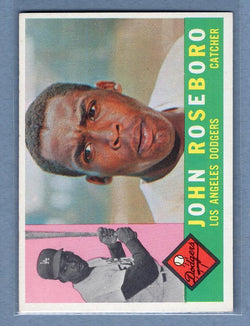 JOHN ROSEBORO
LOS ANGELES DODGERS
CATCHER
Dodgers